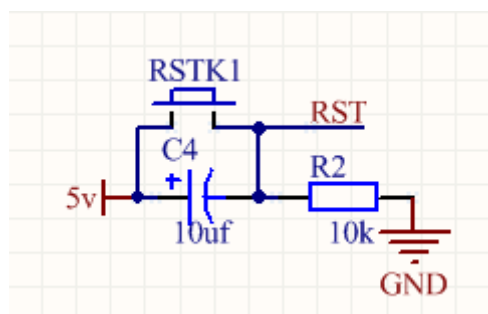 RSTK1
RST
C4
R2
+
5v
10uf
10k
GND